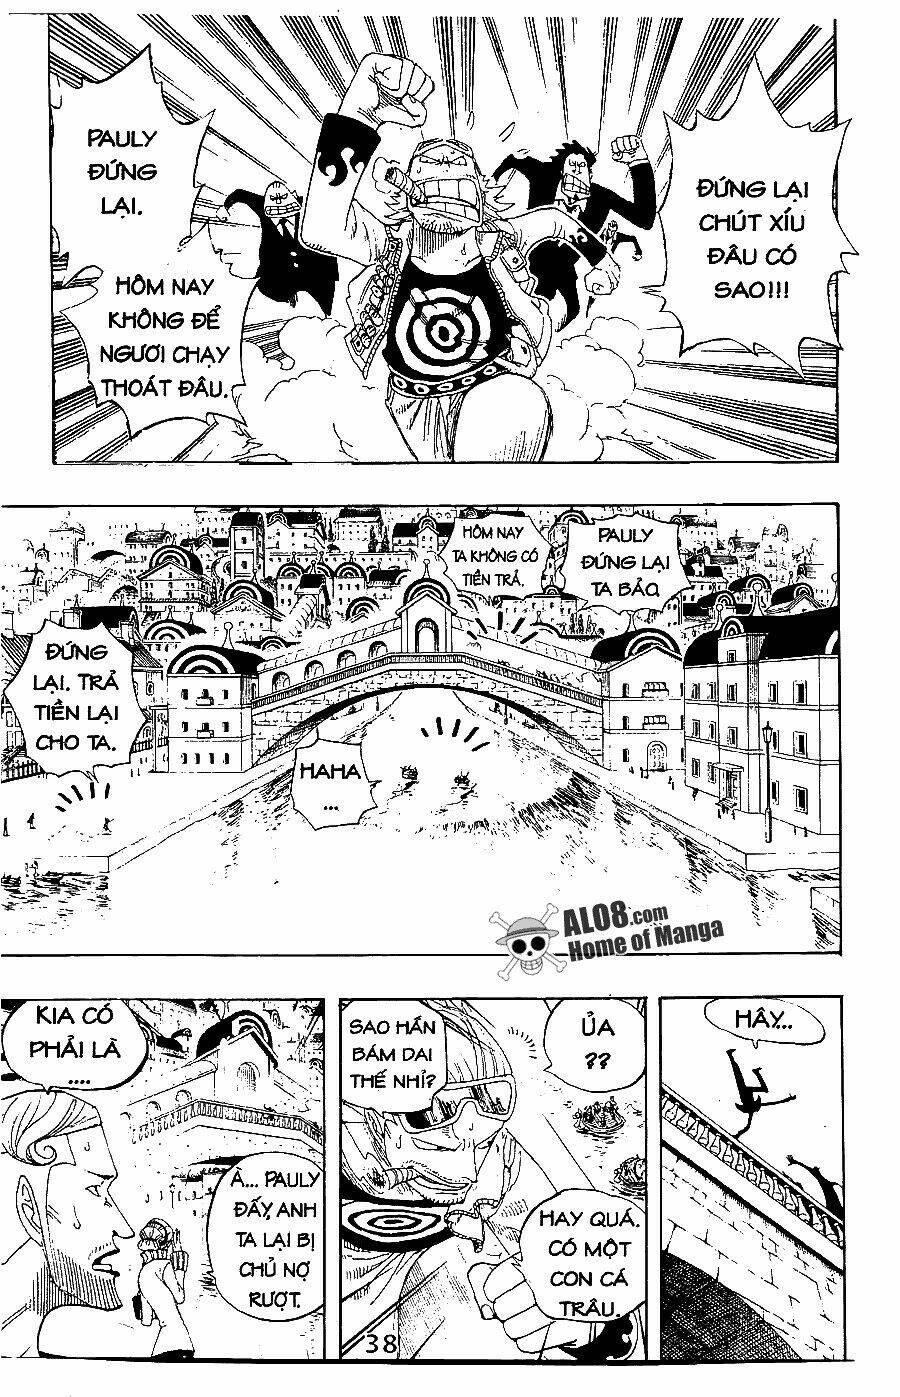 ĐỨNG LẠI
CHÚT XÍU
ĐÂU CÓ
SAO!!!
PAULY
ĐỨNG
LẠI.
HÔM NAY
KHÔNG ĐỂ
NGƯƠI CHẠY
THOÁT ĐÂU.
PAULY
ĐỨNG LẠI
TA BẢO.
HÔM NAY
TA KHÔNG CÓ
TIỀN TRẢ.
ĐỨNG
LẠI. TRẢ
TIỀN LẠI
CHO TA.
HAHA
...
AL08.com
Home of Manga
HÂY...
ỦA
??
SAO HẮN
BÁM DAI
THẾ NHỈ?
HAY QUÁ.
CÓ MỘT
CON CÁ
TRÂU.
KIA CÓ
PHẢI LÀ
....
À... PAULY
ĐẤY, ANH
TA LẠI BỊ
CHỦ NỢ
RƯỢT.
38